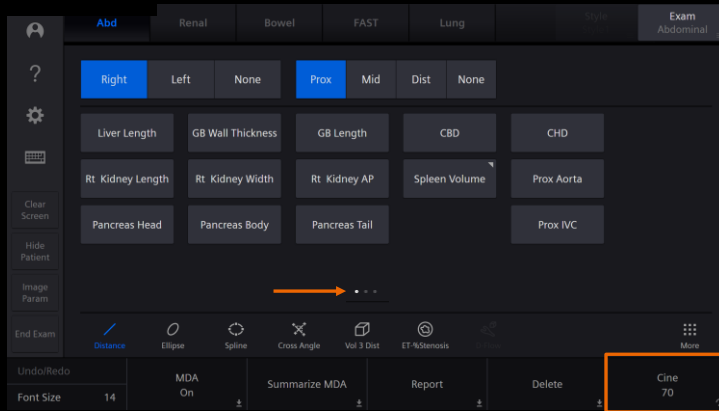 Abd
Renal
Bowel
FAST
Lung
Style
Exam
Abdominal
?
Right
Left
None
Prox
Mid
Dist
None
Liver Length
GB Wall Thickness
GB Length
CBD
CHD
Rt Kidney Length
Rt Kidney Width
Rt Kidney AP
Spleen Volume
Prox Aorta
Clear
Screen
Pancreas Head
Pancreas Body
Pancreas Tail
Prox IVC
Hide
Patient
Image
Param
End Exam
Distance
Ellipse
Spline
Cross Angle
Vol 3 Dist
ET-%Stenosis
More
Undo/Redo
Font Size 14
MDA
On
Summarize MDA
Report
Delete
Cine
70